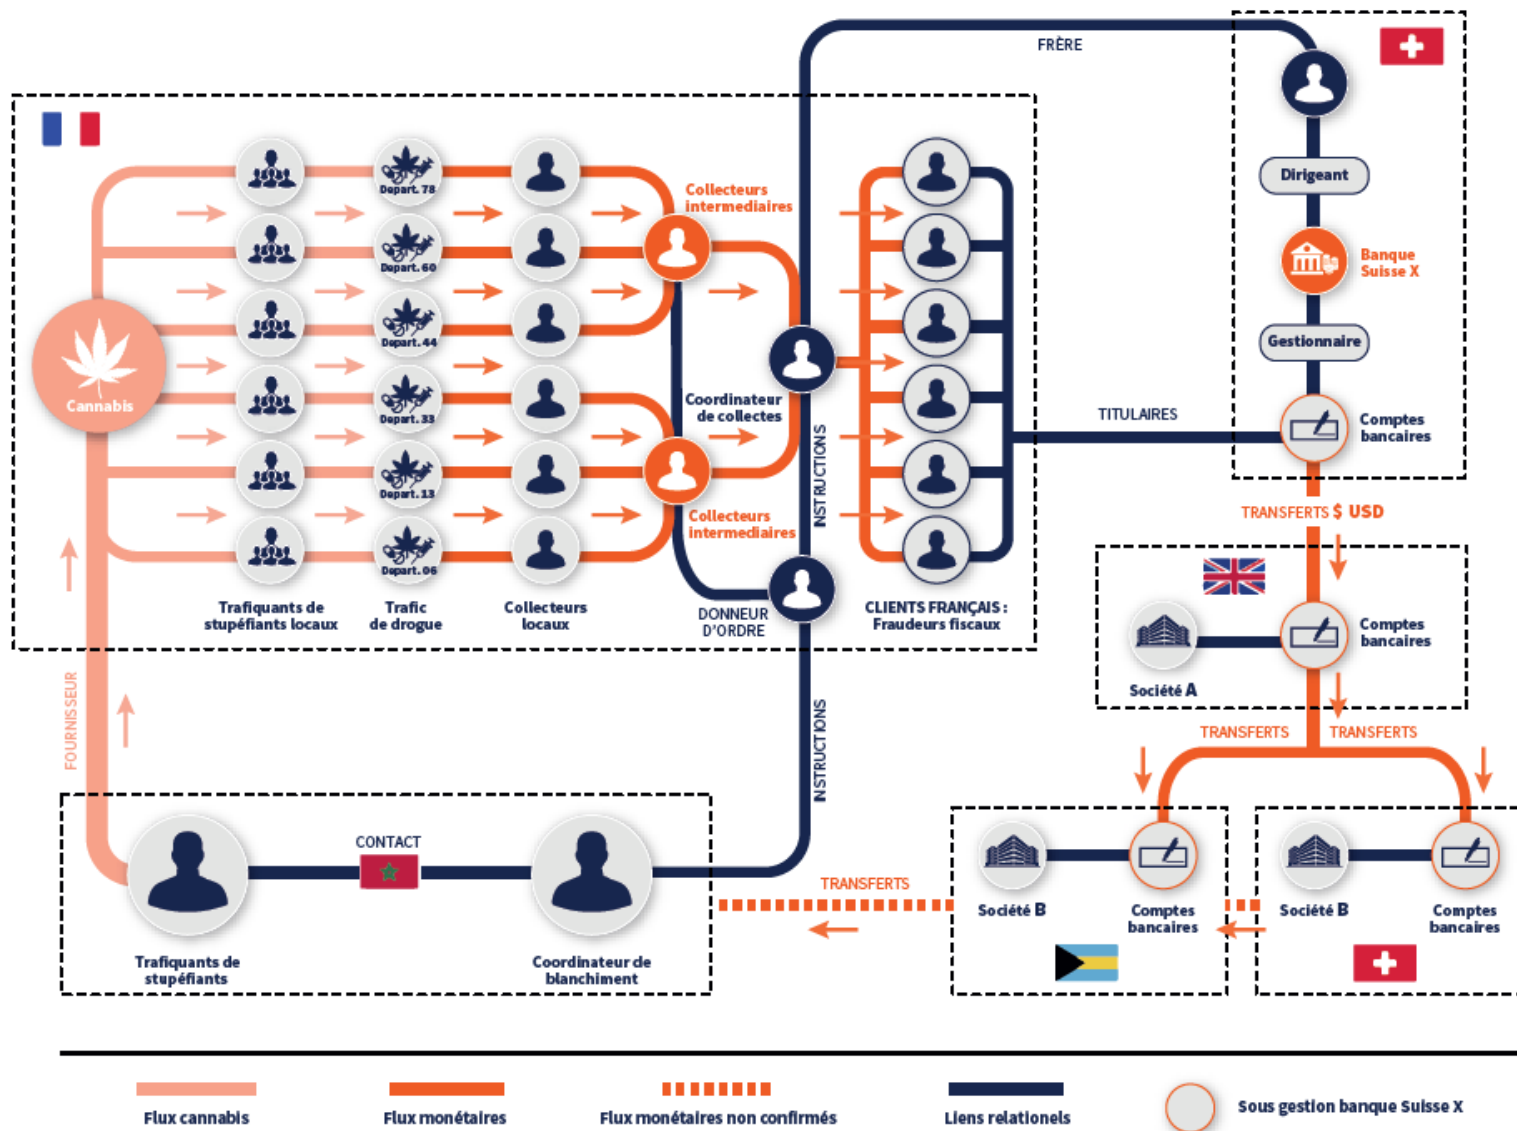 FRÈRE
Dirigeant
Banque
Suisse X
Gestionnaire
Comptes
bancaires
TITULAIRES
TRANSFERTS $ USD
Cannabis
Depart. 78
Depart. 60
Depart. 44
Depart. 33
Depart. 13
Depart. 06
Collecteurs
intermediaires
Coordinateur
de collectes
Collecteurs
intermediaires
INSTRUCTIONS
Trafiquants de
stupéfiants locaux
Trafic
de drogue
Collecteurs
locaux
DONNEUR
D'ORDRE
CLIENTS FRANÇAIS :
Fraudeurs fiscaux
Société A
Comptes
bancaires
TRANSFERTS
TRANSFERTS
FOURNISSEUR
INSTRUCTIONS
CONTACT
Trafiquants de
stupéfiants
Coordinateur de
blanchiment
TRANSFERTS
Société B
Comptes
bancaires
Société B
Comptes
bancaires
Flux cannabis
Flux monétaires
Flux monétaires non confirmés
Liens relationels
Sous gestion banque Suisse X